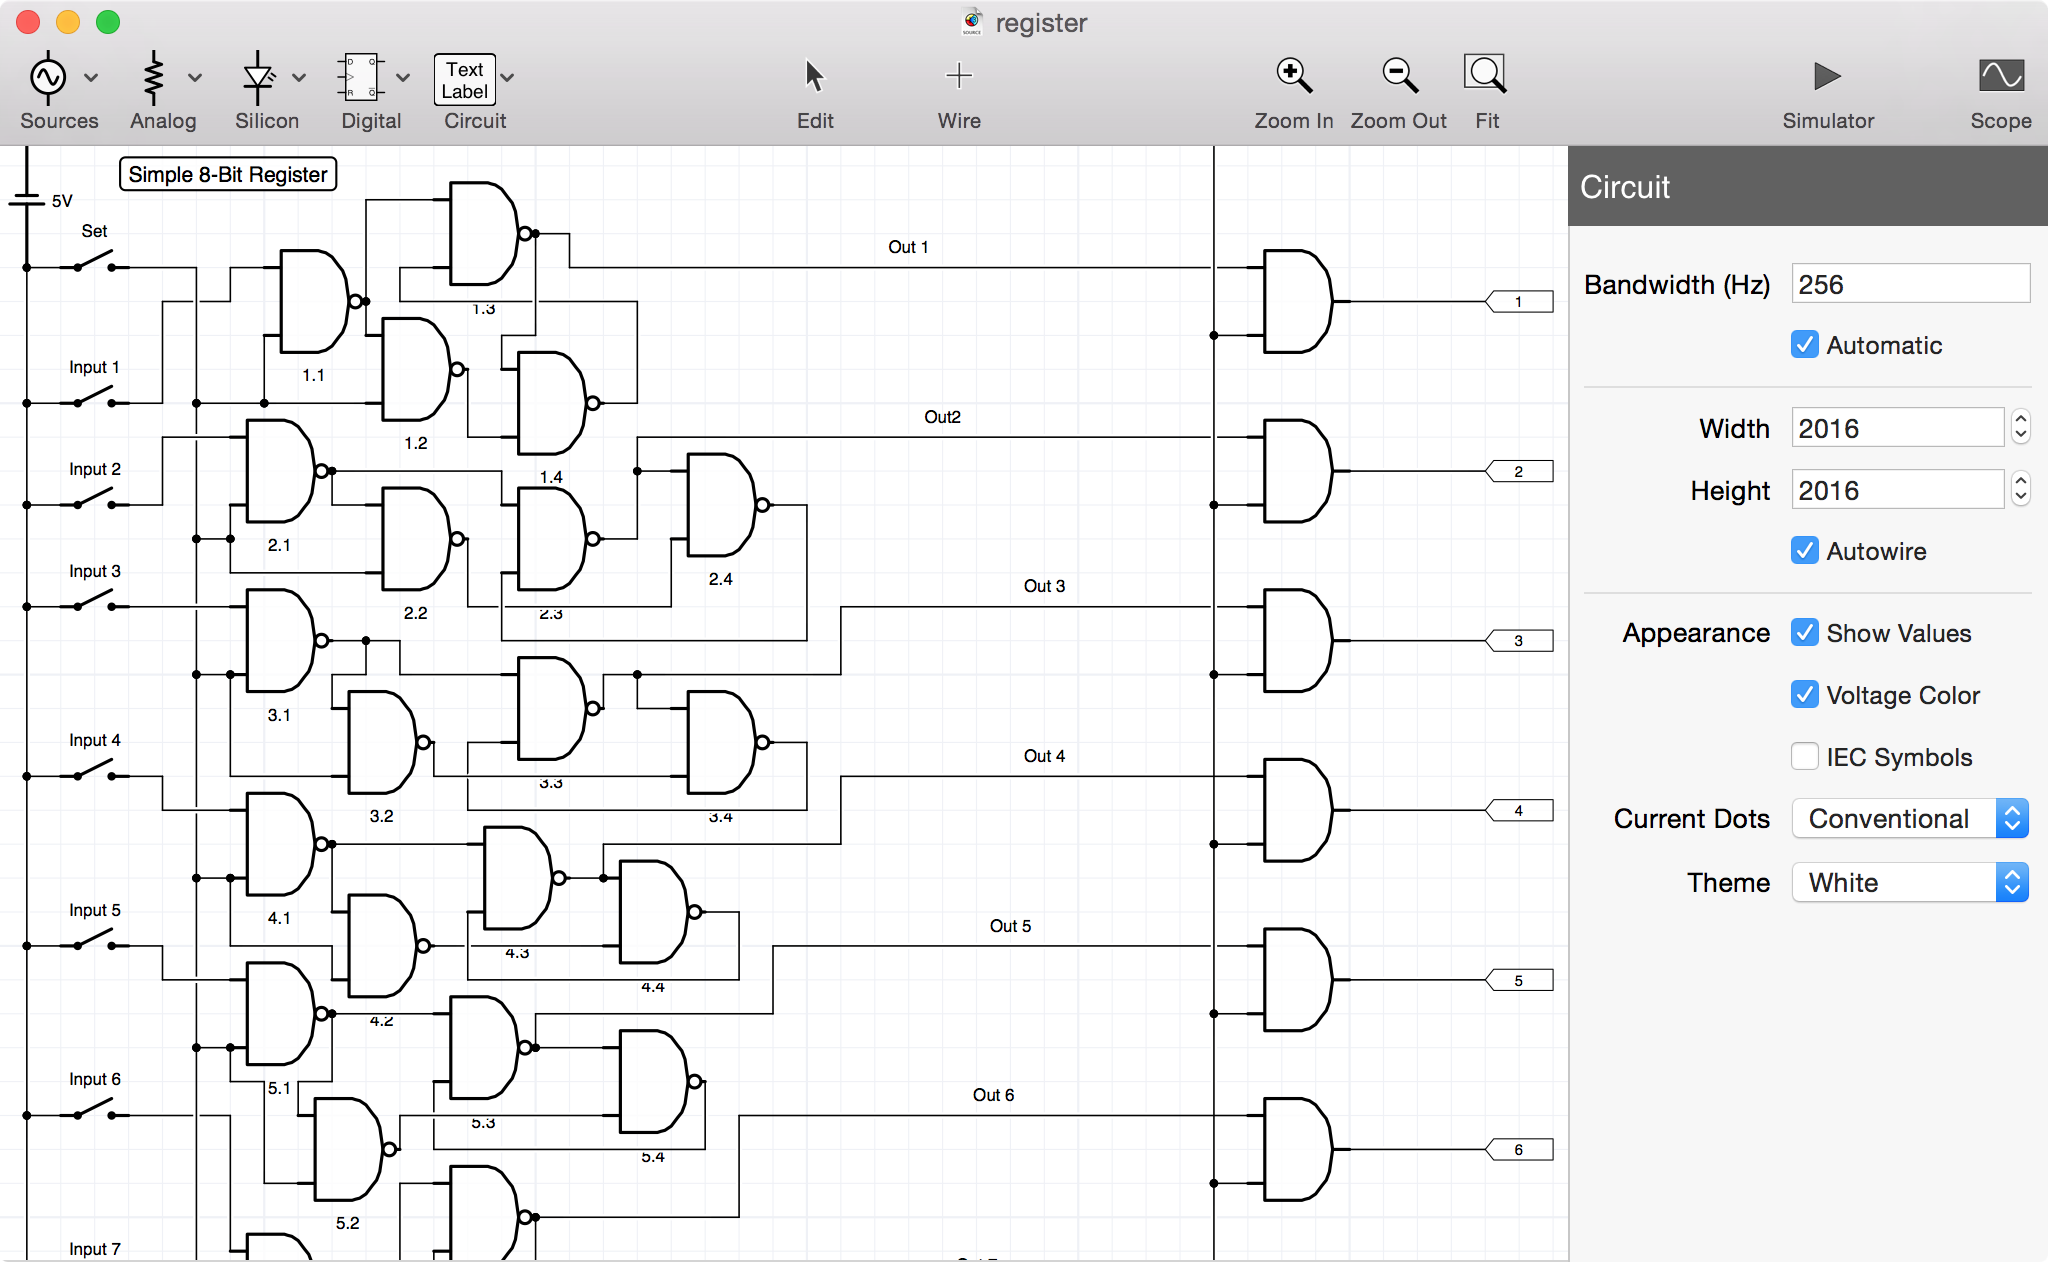 register
SOURCE
D Q
R Q
Text
Label
Sources Analog Silicon Digital Circuit Edit Wire Zoom In Zoom Out Fit Simulator Scope
Simple 8-Bit Register
5V
Set
Out 1
1.3
1
Input 1
1.1
1.2
Out2
Input 2
1.4
2
2.1
2.4
Input 3
2.2
2.3
Out 3
3
3.1
Input 4
3.3
Out 4
3.2
3.4
4
Input 5
4.1
Out 5
4.3
4.4
5
4.2
Input 6
5.1
Out 6
5.3
5.4
6
5.2
Input 7
Circuit
Bandwidth (Hz) 256
Automatic
Width 2016
Height 2016
Autowire
Appearance Show Values
Voltage Color
IEC Symbols
Current Dots Conventional
Theme White